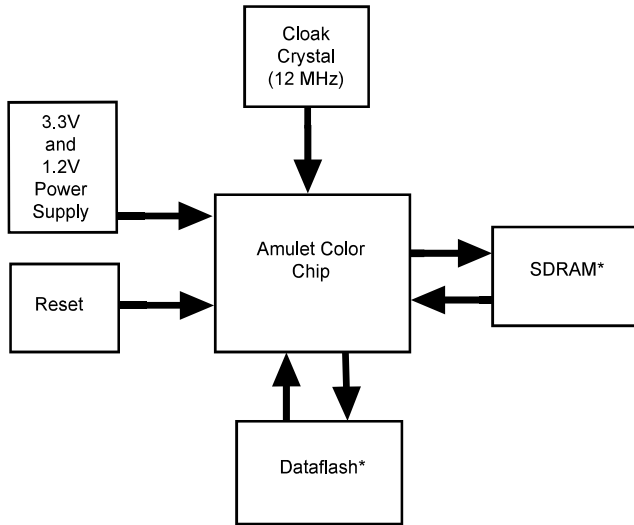 Cloak
Crystal
(12 MHz)
3.3V
and
1.2V
Power
Supply
Amulet Color
Chip
SDRAM*
Reset
Dataflash*